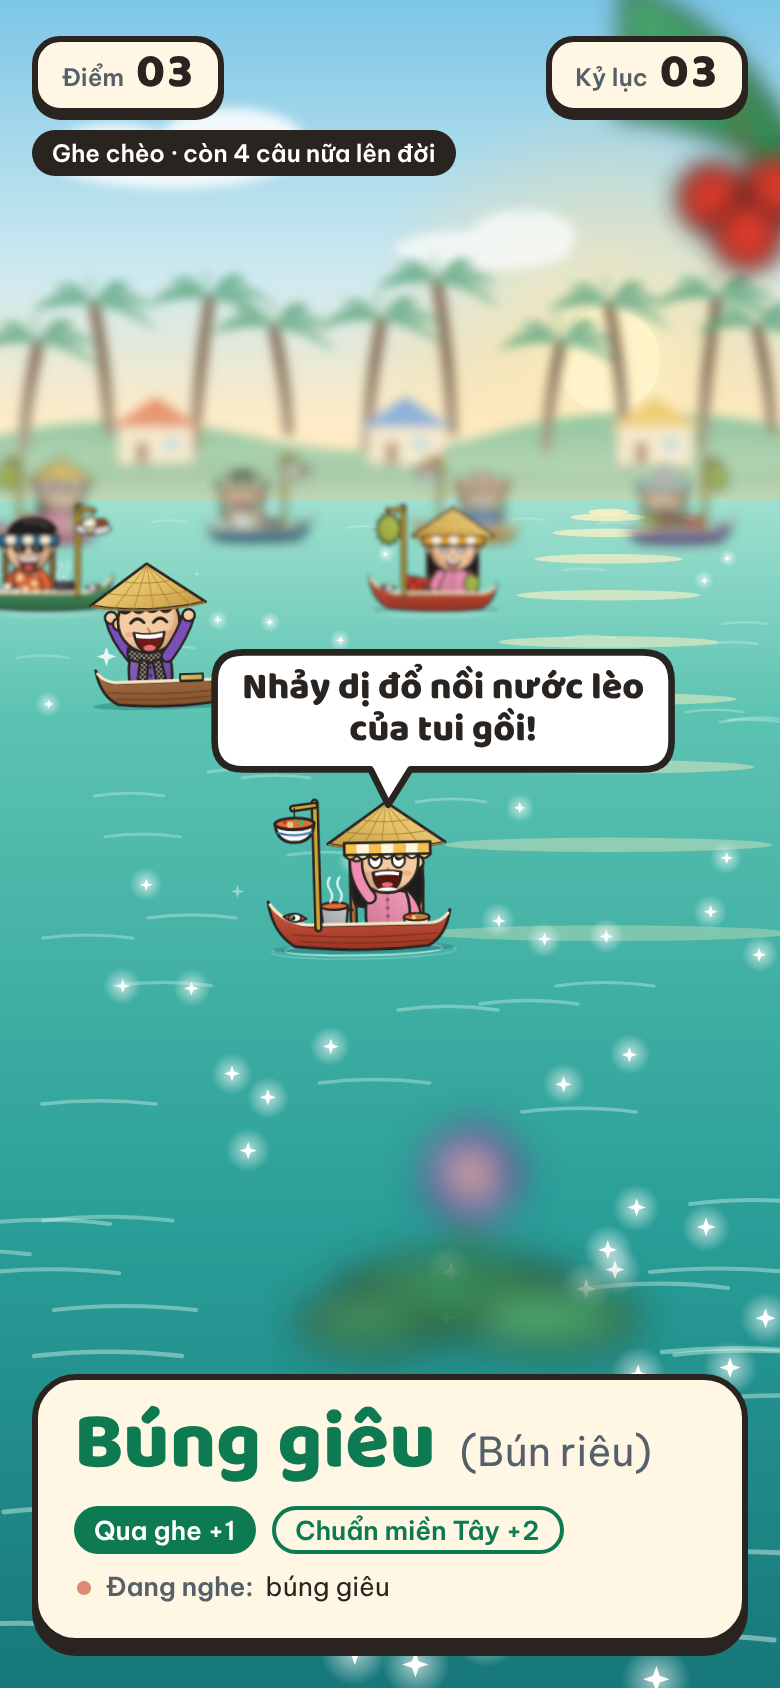 Điểm 03
Kỷ lục 03
Ghe chèo · còn 4 câu nữa lên đời
Nhảy dị đổ nồi nước lèo
của tui gồi!
Búng giêu (Bún riêu)
Qua ghe +1
Chuẩn miền Tây +2
Đang nghe: búng giêu